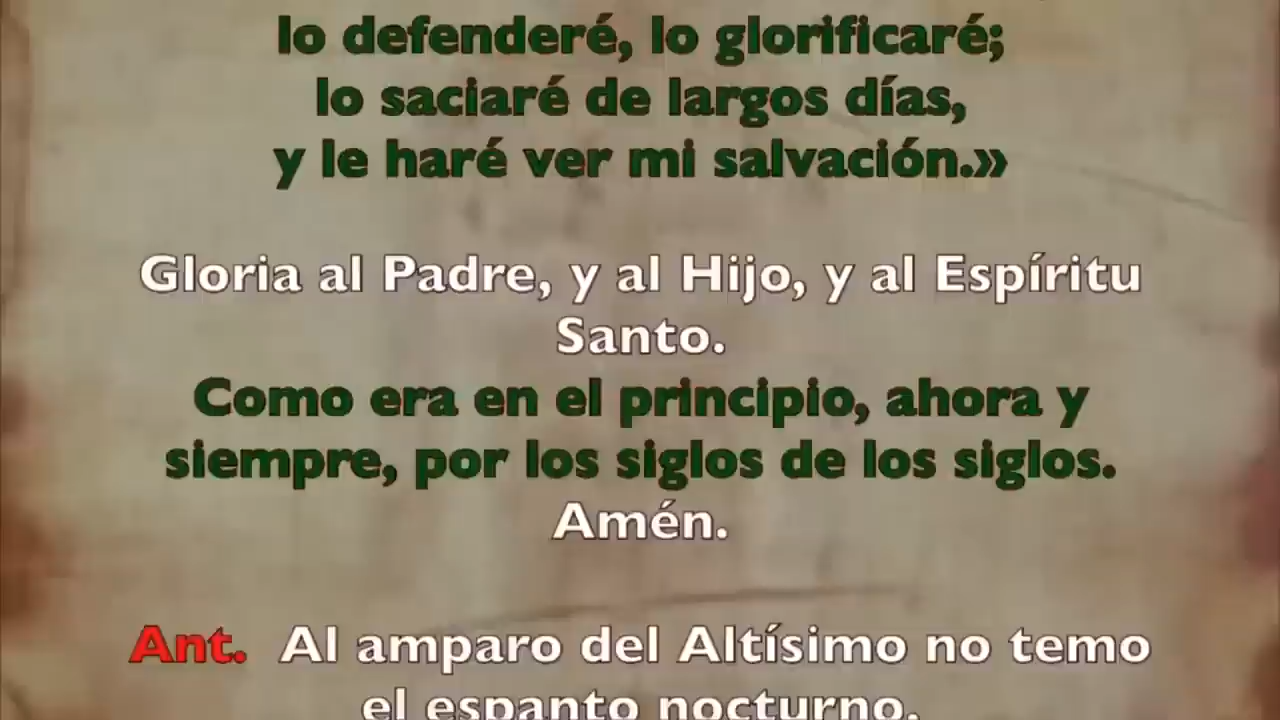 lo defenderé, lo glorificaré;
lo saciaré de largos días,
y le haré ver mi salvación.»
Gloria al Padre, y al Hijo, y al Espíritu
Santo.
Como era en el principio, ahora y
siempre, por los siglos de los siglos.
Amén.
Ant. Al amparo del Altísimo no temo
el espanto nocturno.